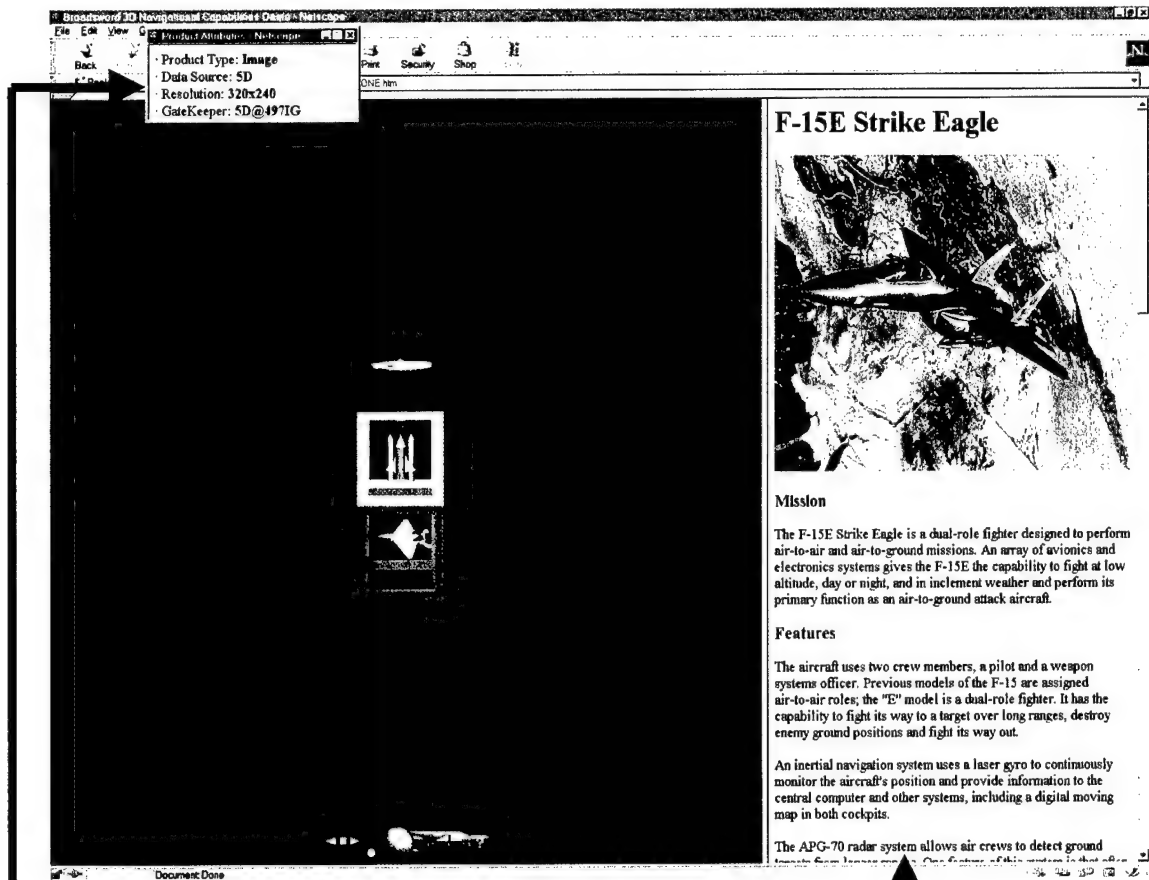 Broadsword 3D Navigational Capabilities Demo - Netscape
File Edit View G
Product Attributes - Netscape
Back
Print Security Shop
ONE.htm
· Product Type: Image
· Data Source: 5D
· Resolution: 320x240
· GateKeeper: 5D@497IG
N
F-15E Strike Eagle
Mission
The F-15E Strike Eagle is a dual-role fighter designed to perform
air-to-air and air-to-ground missions. An array of avionics and
electronics systems gives the F-15E the capability to fight at low
altitude, day or night, and in inclement weather and perform its
primary function as an air-to-ground attack aircraft.
Features
The aircraft uses two crew members, a pilot and a weapon
systems officer. Previous models of the F-15 are assigned
air-to-air roles; the "E" model is a dual-role fighter. It has the
capability to fight its way to a target over long ranges, destroy
enemy ground positions and fight its way out.
An inertial navigation system uses a laser gyro to continuously
monitor the aircraft's position and provide information to the
central computer and other systems, including a digital moving
map in both cockpits.
The APG-70 radar system allows air crews to detect ground
Document Done